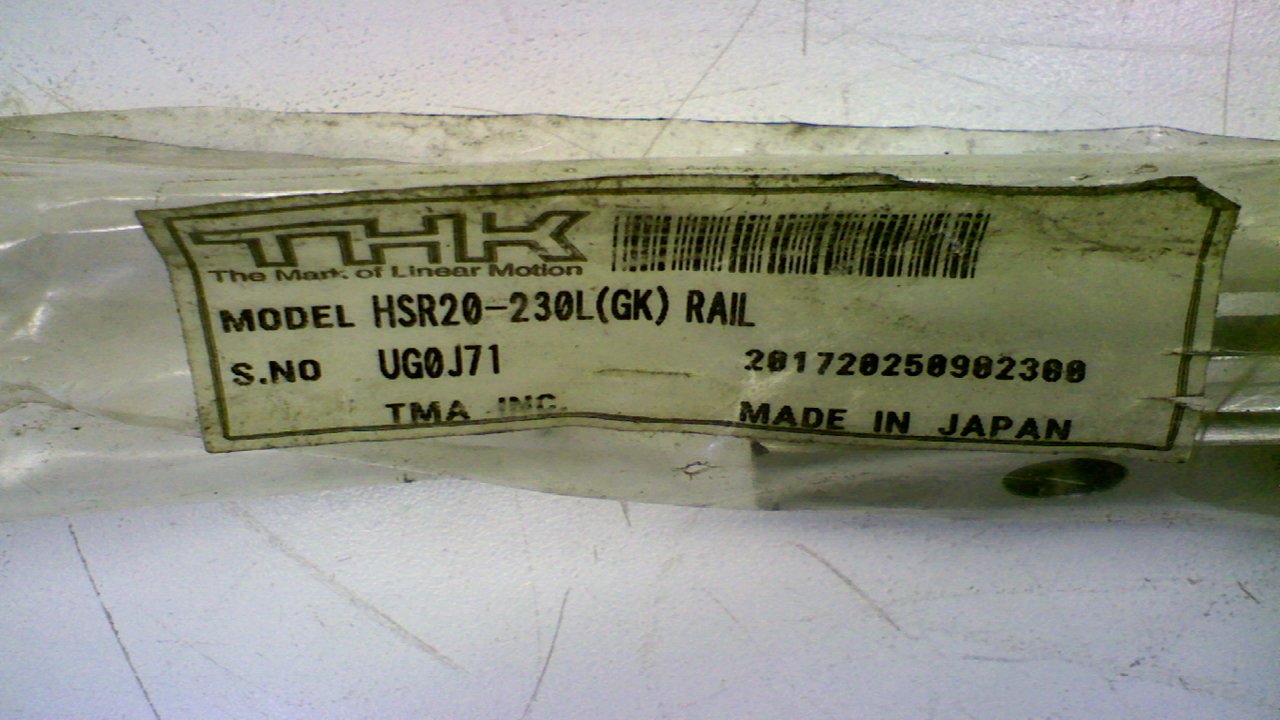 THK
The Mark of Linear Motion
MODEL HSR20-230L(GK) RAIL
S.NO UG0J71 201720250902300
TMA INC. MADE IN JAPAN